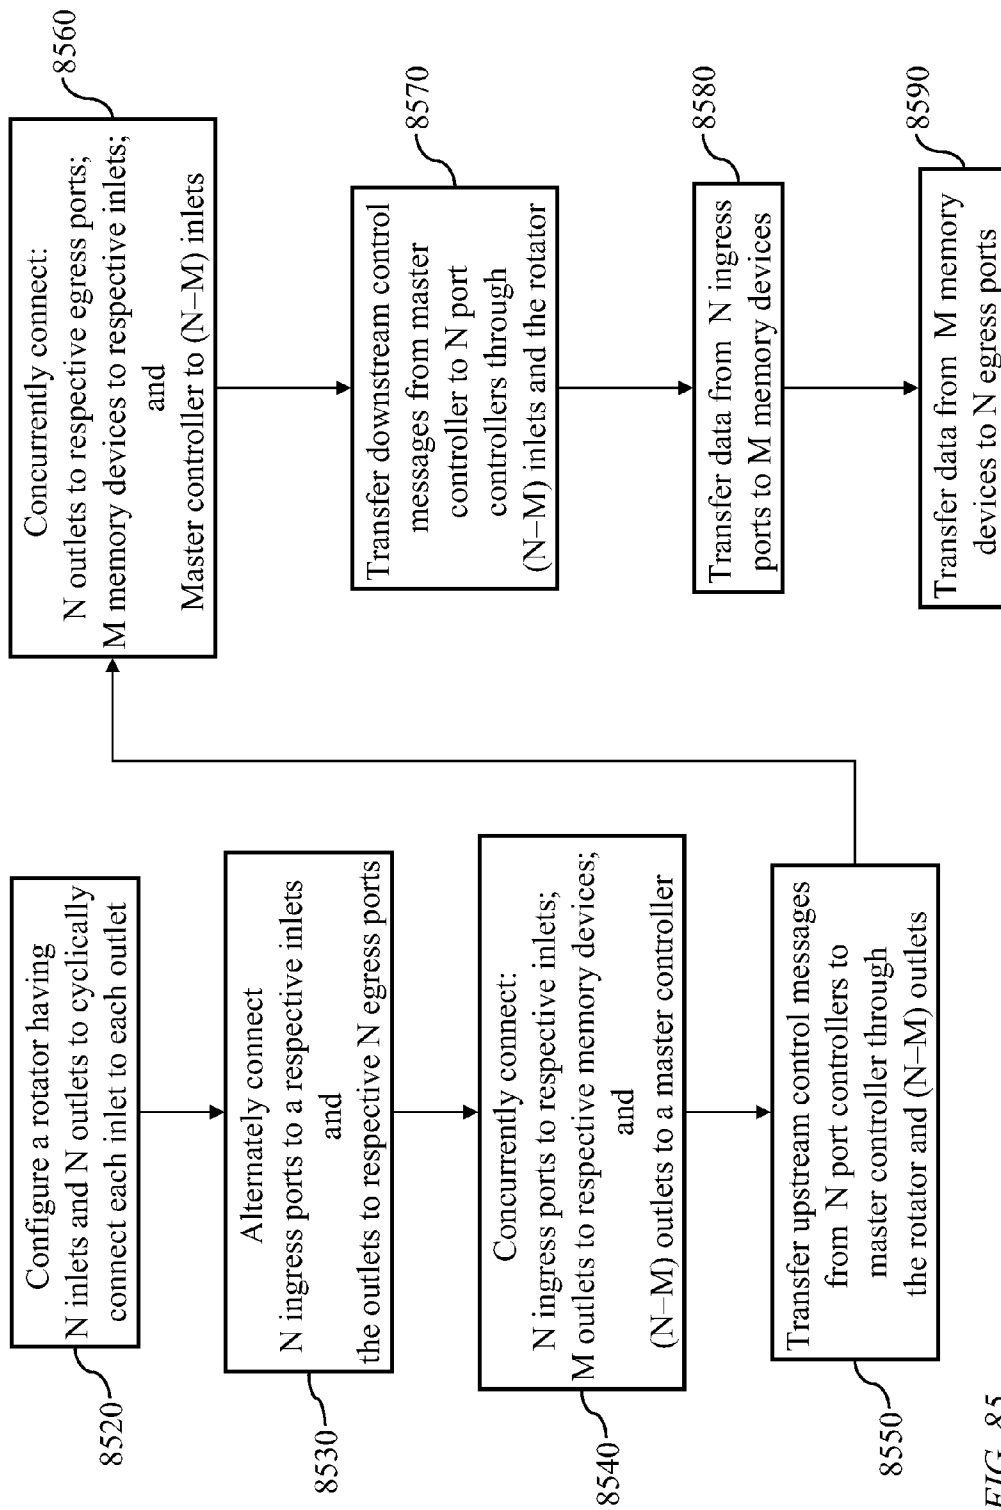 8520
Configure a rotator having
N inlets and N outlets to cyclically
connect each inlet to each outlet
8530
Alternately connect
N ingress ports to a respective inlets
and
the outlets to respective N egress ports
8540
Concurrently connect:
N ingress ports to respective inlets;
M outlets to respective memory devices;
and
(N–M) outlets to a master controller
8550
Transfer upstream control messages
from N port controllers to
master controller through
the rotator and (N–M) outlets
8560
Concurrently connect:
N outlets to respective egress ports;
M memory devices to respective inlets;
and
Master controller to (N–M) inlets
8570
Transfer downstream control
messages from master
controller to N port
controllers through
(N–M) inlets and the rotator
8580
Transfer data from N ingress
ports to M memory devices
8590
Transfer data from M memory
devices to N egress ports
FIG. 85